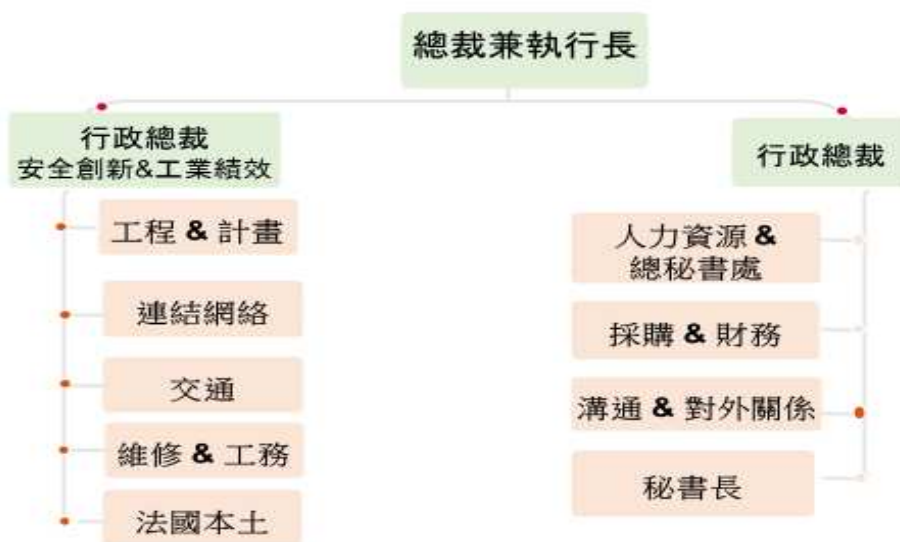 總裁兼執行長
行政總裁
安全創新&工業績效
工程 & 計畫
連結網絡
交通
維修 & 工務
法國本土
行政總裁
人力資源 &
總秘書處
採購 & 財務
溝通 & 對外關係
秘書長